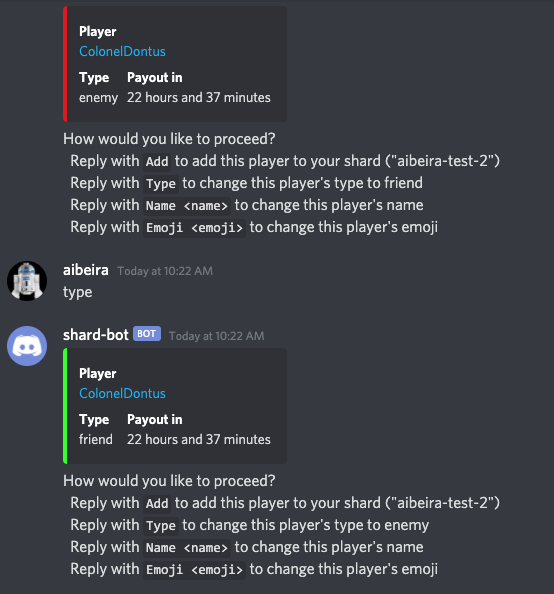 Player
ColonelDontus
Type Payout in
enemy 22 hours and 37 minutes
How would you like to proceed?
Reply with Add to add this player to your shard ("aibeira-test-2")
Reply with Type to change this player's type to friend
Reply with Name <name> to change this player's name
Reply with Emoji <emoji> to change this player's emoji
aibeira Today at 10:22 AM
type
shard-bot BOT Today at 10:22 AM
Player
ColonelDontus
Type Payout in
friend 22 hours and 37 minutes
How would you like to proceed?
Reply with Add to add this player to your shard ("aibeira-test-2")
Reply with Type to change this player's type to enemy
Reply with Name <name> to change this player's name
Reply with Emoji <emoji> to change this player's emoji